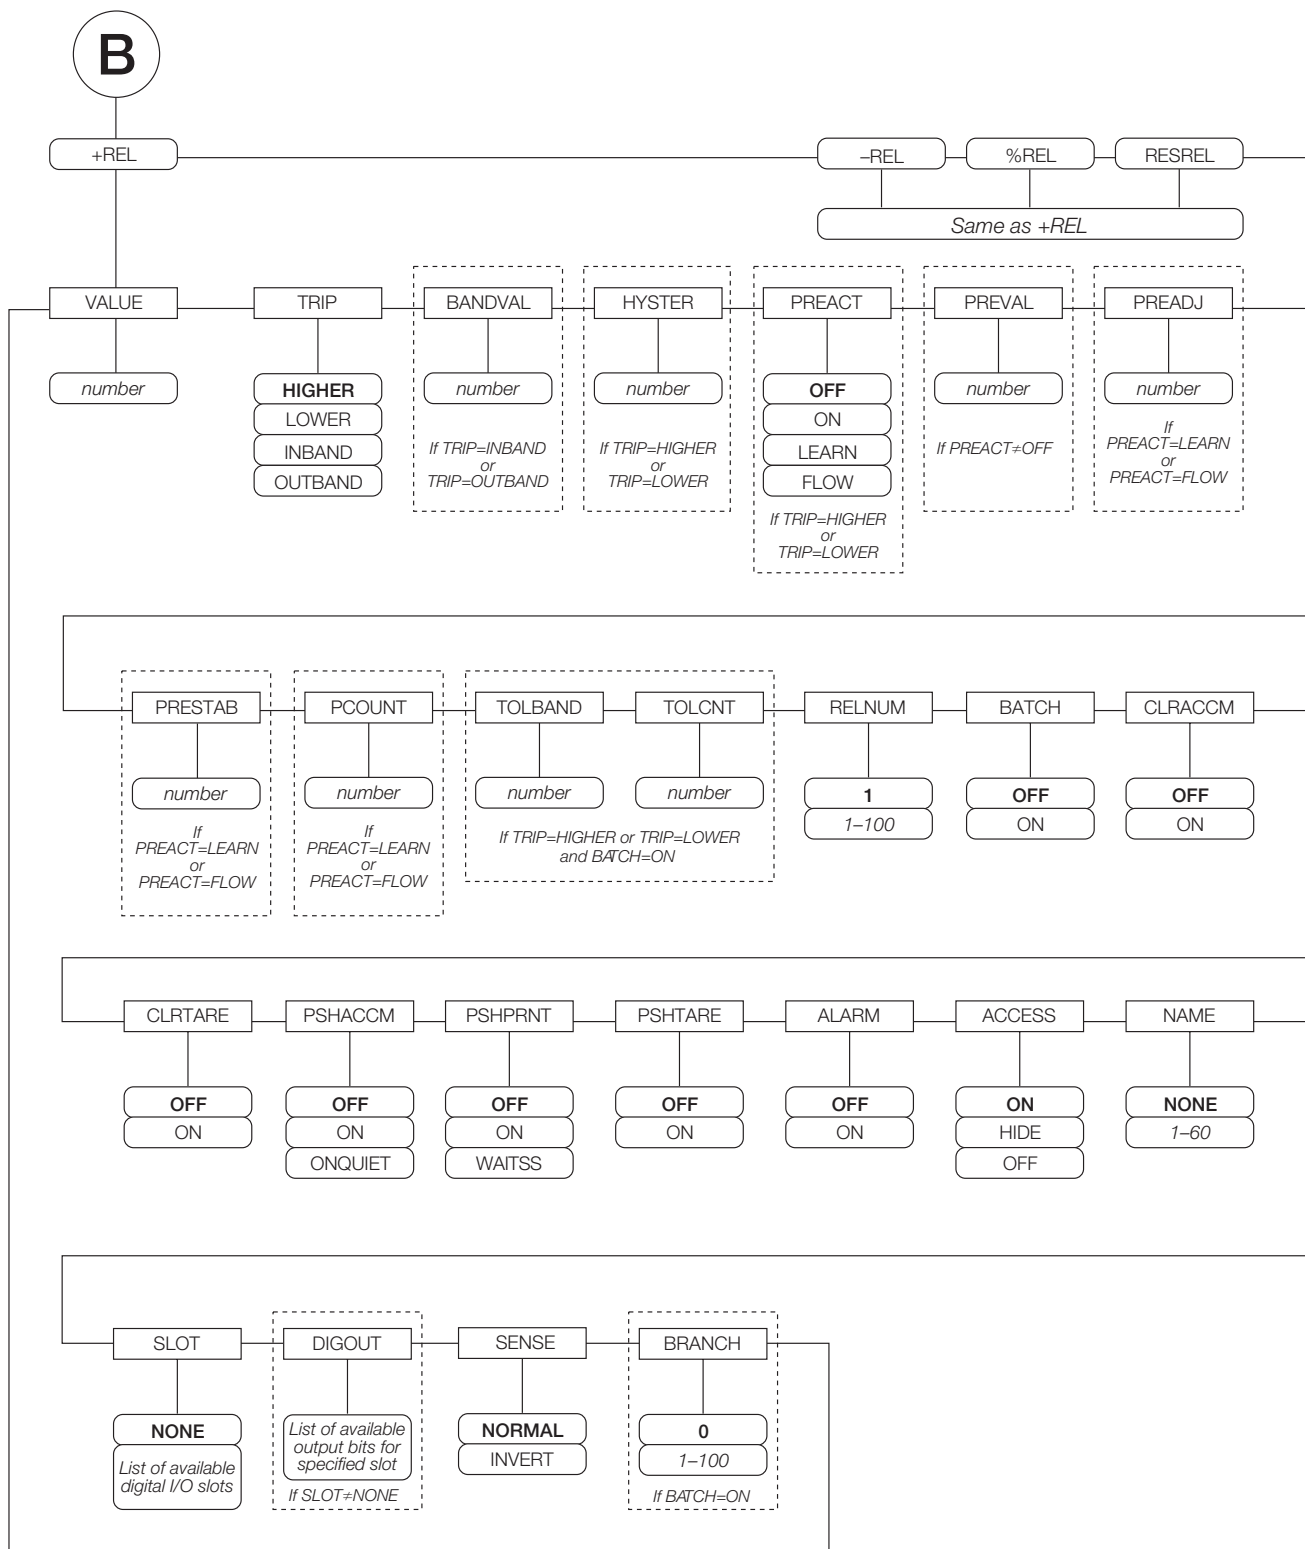 B
+REL
–REL
%REL
RESREL
Same as +REL
VALUE
TRIP
BANDVAL
HYSTER
PREACT
PREVAL
PREADJ
number
HIGHER
LOWER
INBAND
OUTBAND
number
If TRIP=INBAND
or
TRIP=OUTBAND
number
If TRIP=HIGHER
or
TRIP=LOWER
OFF
ON
LEARN
FLOW
If TRIP=HIGHER
or
TRIP=LOWER
number
If PREACT≠OFF
number
If
PREACT=LEARN
or
PREACT=FLOW
PRESTAB
PCOUNT
TOLBAND
TOLCNT
RELNUM
BATCH
CLRACCM
number
If
PREACT=LEARN
or
PREACT=FLOW
number
If
PREACT=LEARN
or
PREACT=FLOW
number
number
If TRIP=HIGHER or TRIP=LOWER
and BATCH=ON
1
1–100
OFF
ON
OFF
ON
CLRTARE
PSHACCM
PSHPRNT
PSHTARE
ALARM
ACCESS
NAME
OFF
ON
OFF
ON
ONQUIET
OFF
ON
WAITSS
OFF
ON
OFF
ON
ON
HIDE
OFF
NONE
1–60
SLOT
DIGOUT
SENSE
BRANCH
NONE
List of available
digital I/O slots
List of available
output bits for
specified slot
If SLOT≠NONE
NORMAL
INVERT
0
1–100
If BATCH=ON